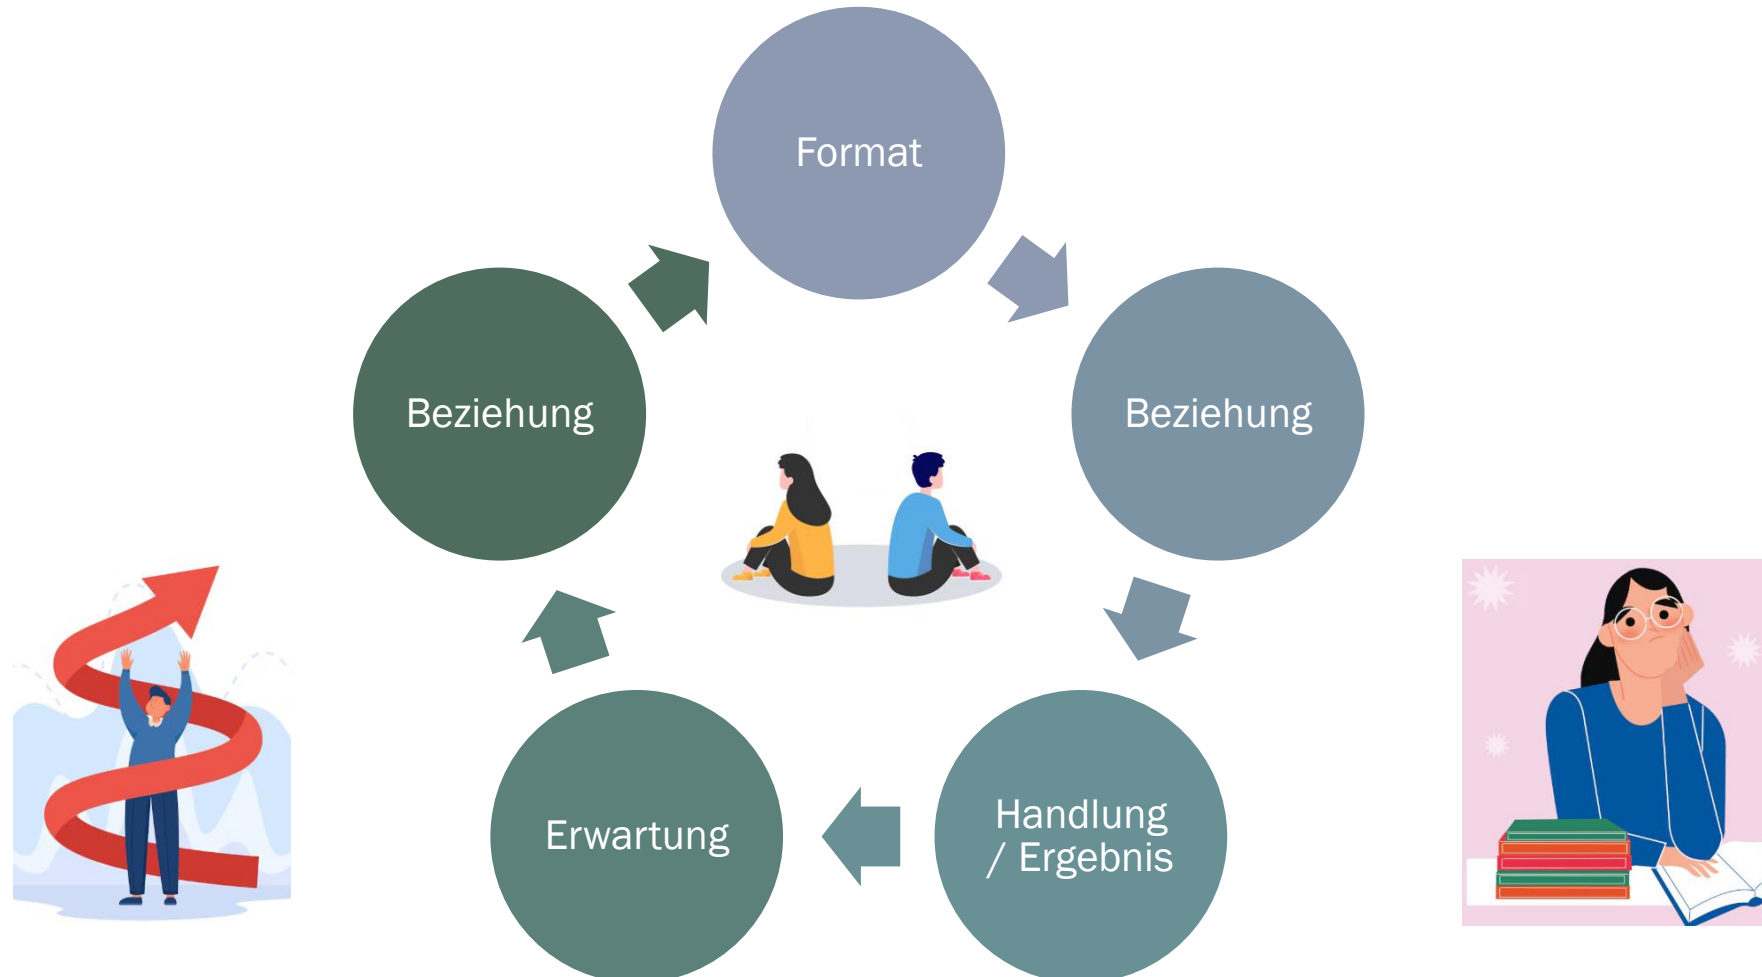 Format
Beziehung
Beziehung
Handlung
/ Ergebnis
Erwartung